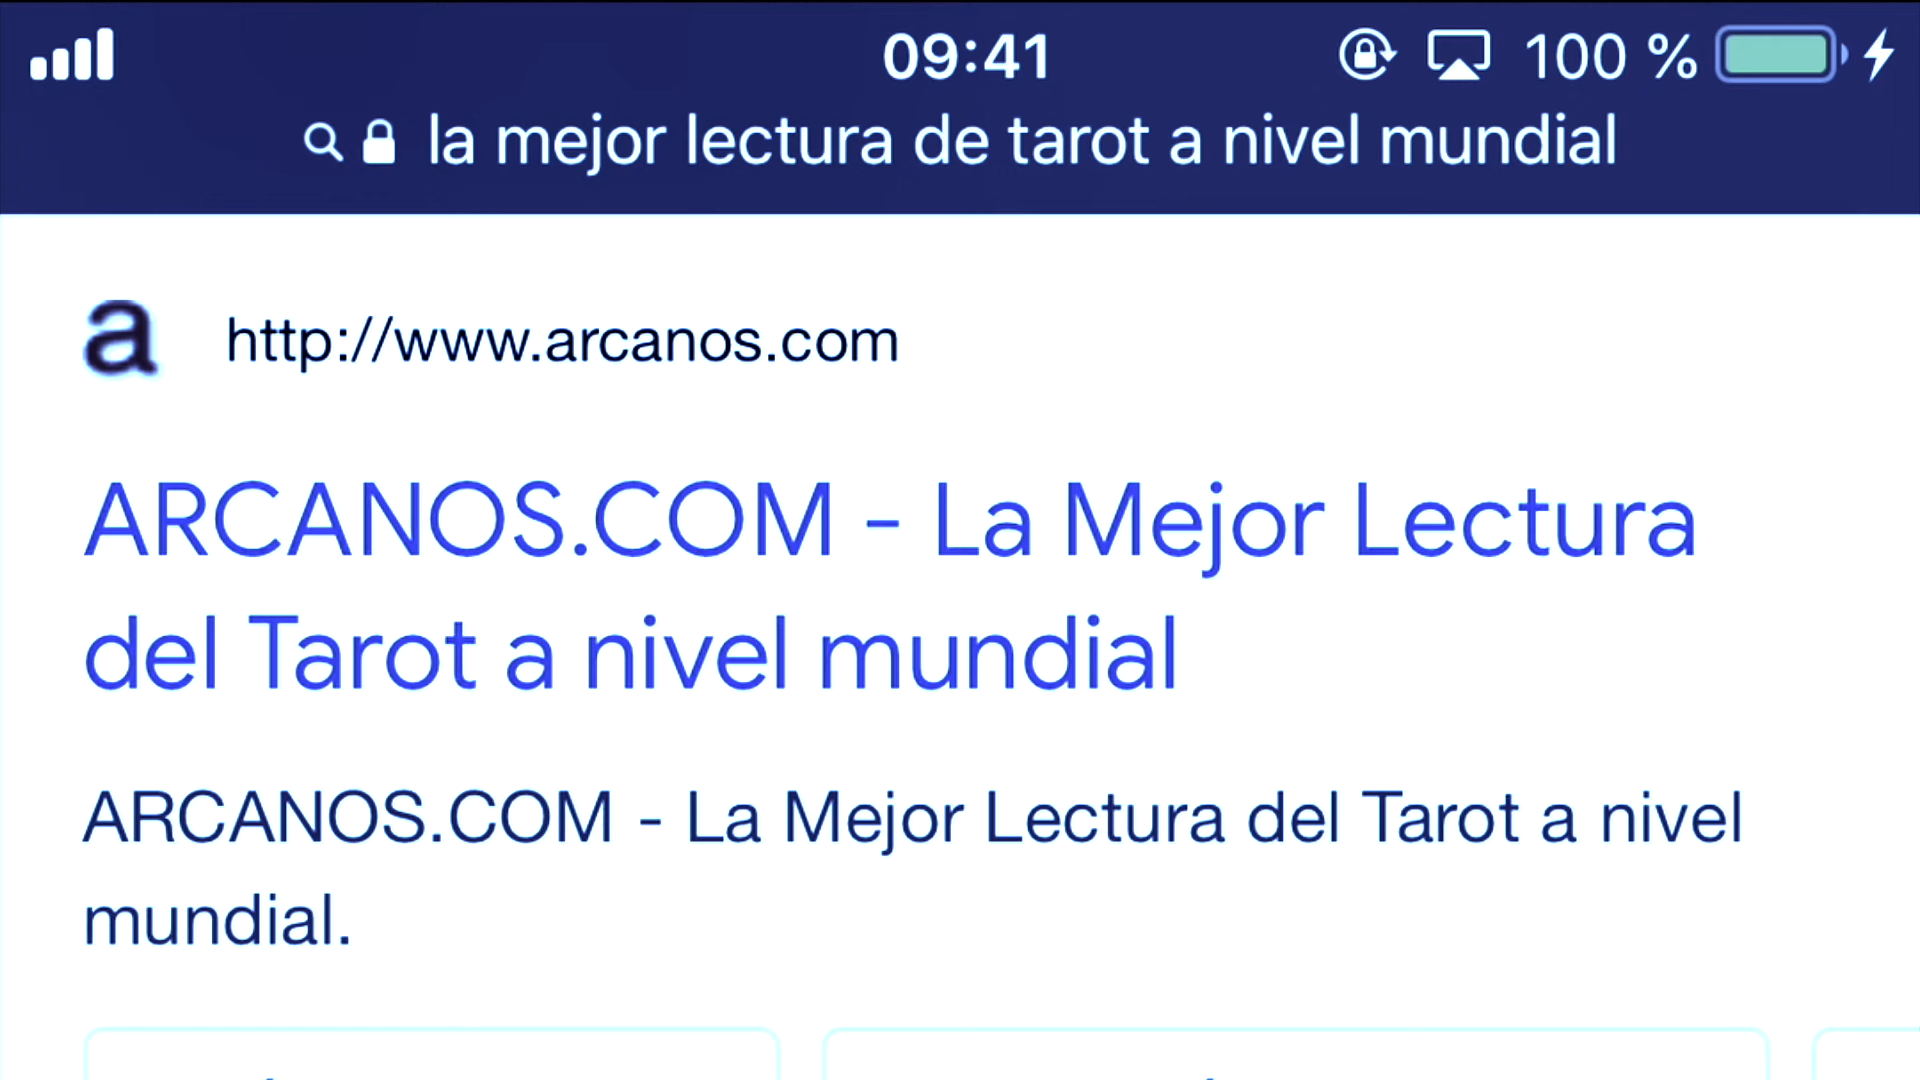 09:41
100 %
la mejor lectura de tarot a nivel mundial
a
http://www.arcanos.com
ARCANOS.COM - La Mejor Lectura
del Tarot a nivel mundial
ARCANOS.COM - La Mejor Lectura del Tarot a nivel
mundial.